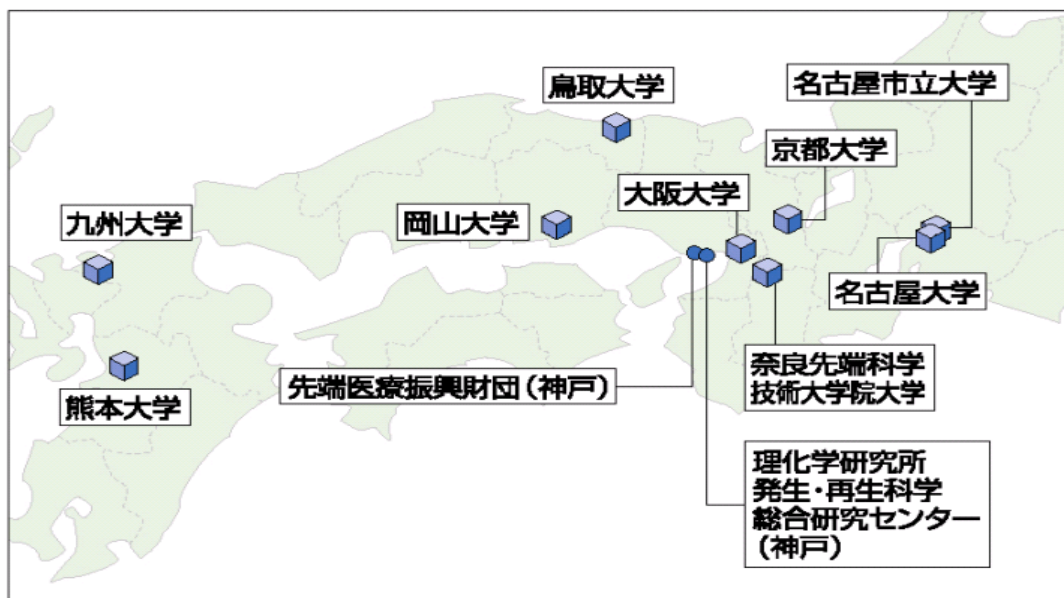 鳥取大学
名古屋市立大学
京都大学
大阪大学
九州大学
岡山大学
名古屋大学
熊本大学
先端医療振興財団(神戸)
奈良先端科学
技術大学院大学
理化学研究所
発生・再生科学
総合研究センター
(神戸)